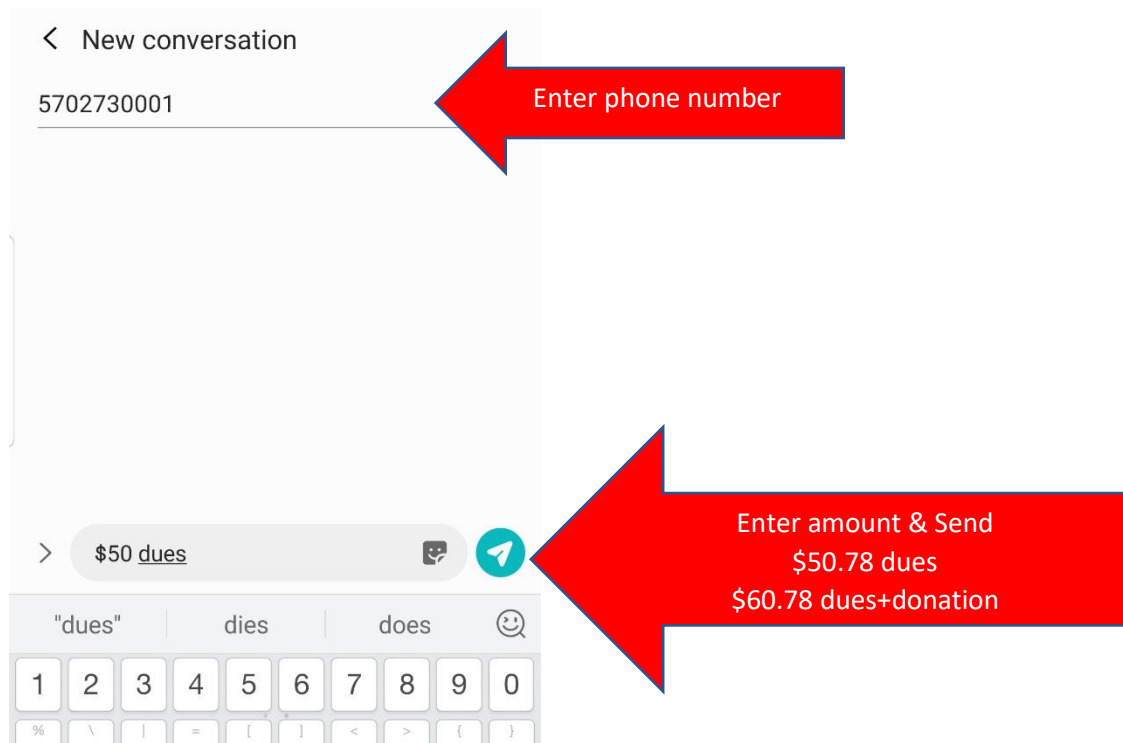 New conversation
5702730001
Enter phone number
Enter amount & Send
$50.78 dues
$60.78 dues+donation
$50 dues
"dues" dies does
1 2 3 4 5 6 7 8 9 0
% \ | = [ ] < > { }